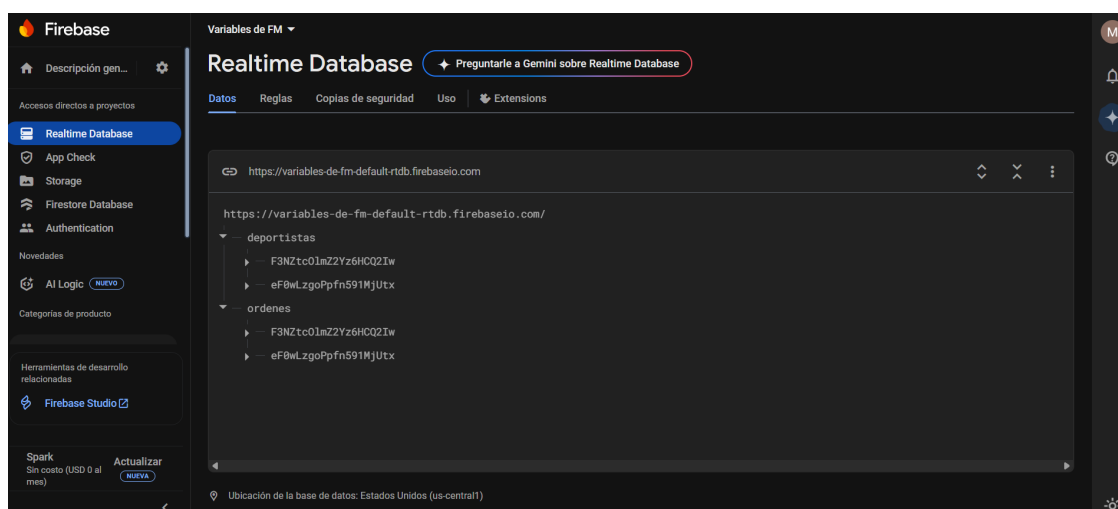 Firebase
Descripción gen...
Accesos directos a proyectos
Realtime Database
App Check
Storage
Firestore Database
Authentication
Novedades
AI Logic NUEVO
Categorías de producto
Herramientas de desarrollo
relacionadas
Firebase Studio
Spark
Sin costo (USD 0 al
mes)
Actualizar
NUEVA
Variables de FM
Realtime Database
Preguntarle a Gemini sobre Realtime Database
Datos Reglas Copias de seguridad Uso Extensions
https://variables-de-fm-default-rtdb.firebaseio.com
https://variables-de-fm-default-rtdb.firebaseio.com/
deportistas
F3NZtcOlmZ2Yz6HCQ2Iw
eF0wLzgoPpfn591MjUtx
ordenes
F3NZtcOlmZ2Yz6HCQ2Iw
eF0wLzgoPpfn591MjUtx
Ubicación de la base de datos: Estados Unidos (us-central1)
M